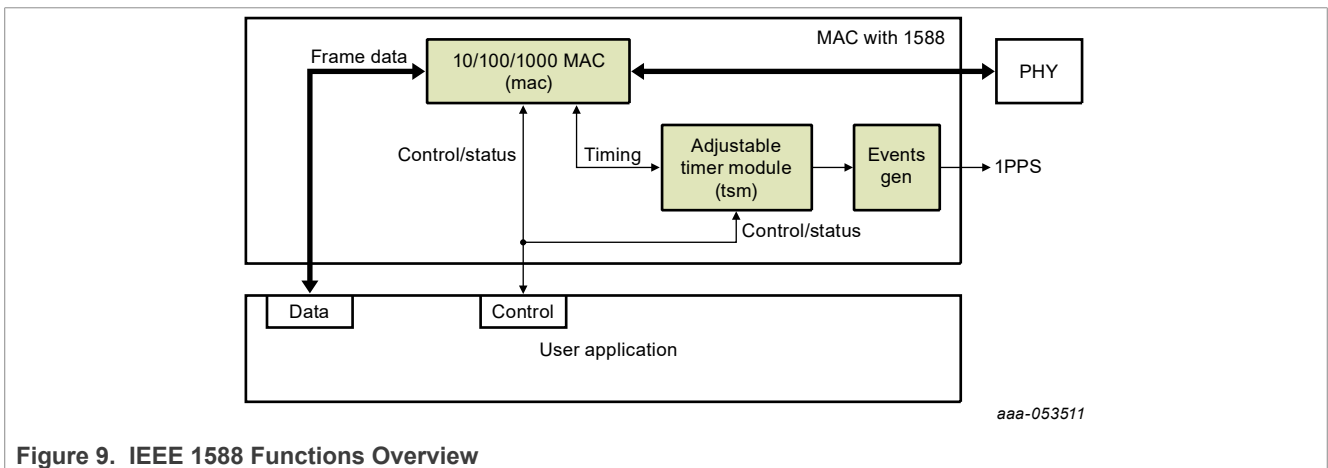 MAC with 1588
Frame data
10/100/1000 MAC
(mac)
PHY
Control/status
Timing
Adjustable
timer module
(tsm)
Events
gen
1PPS
Control/status
Data
Control
User application
aaa-053511
Figure 9. IEEE 1588 Functions Overview